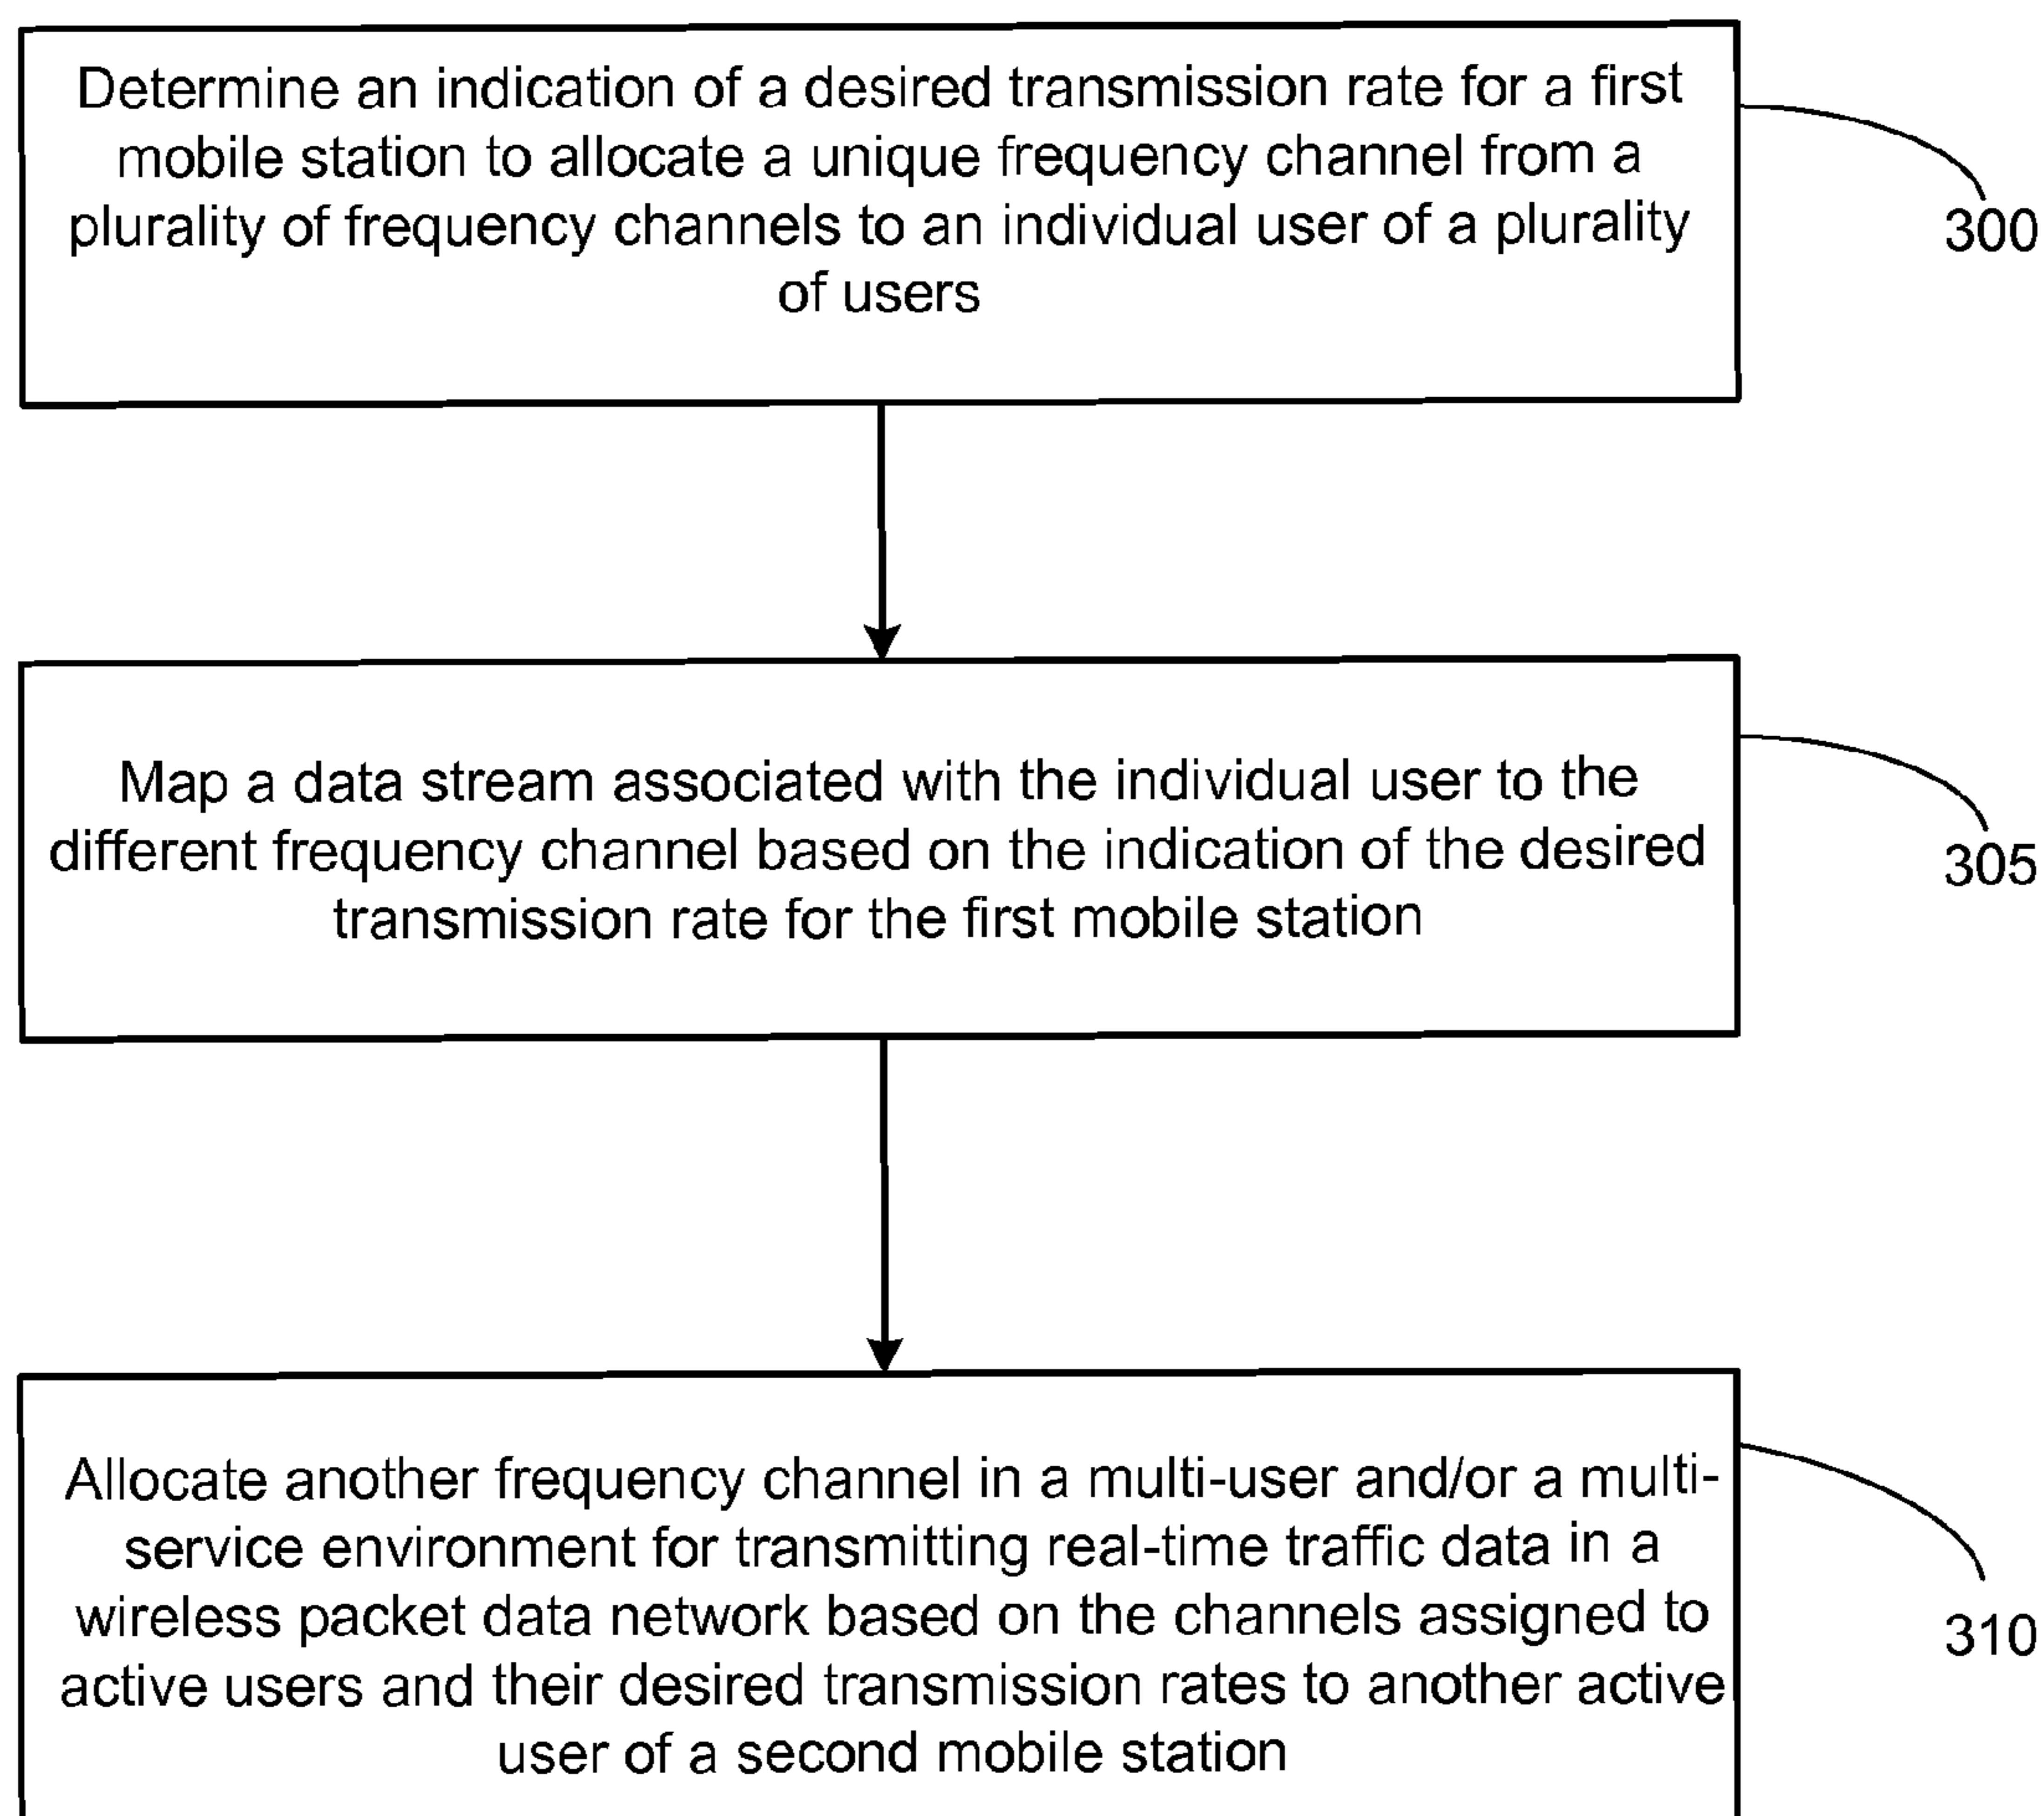 Determine an indication of a desired transmission rate for a first
mobile station to allocate a unique frequency channel from a
plurality of frequency channels to an individual user of a plurality
of users
300
Map a data stream associated with the individual user to the
different frequency channel based on the indication of the desired
transmission rate for the first mobile station
305
Allocate another frequency channel in a multi-user and/or a multi-
service environment for transmitting real-time traffic data in a
wireless packet data network based on the channels assigned to
active users and their desired transmission rates to another active
user of a second mobile station
310